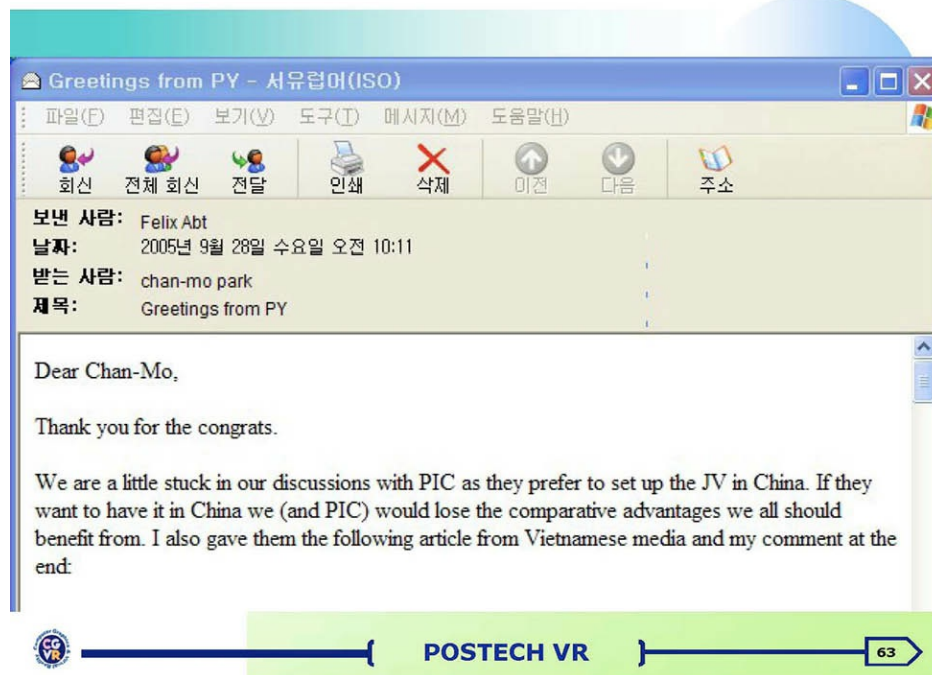 Greetings from PY - 서유럽어(ISO)
파일(F) 편집(E) 보기(V) 도구(T) 메시지(M) 도움말(H)
회신 전체 회신 전달 인쇄 삭제 이전 다음 주소
보낸 사람: Felix Abt
날짜: 2005년 9월 28일 수요일 오전 10:11
받는 사람: chan-mo park
제목: Greetings from PY
Dear Chan-Mo,
Thank you for the congrats.
We are a little stuck in our discussions with PIC as they prefer to set up the JV in China. If they
want to have it in China we (and PIC) would lose the comparative advantages we all should
benefit from. I also gave them the following article from Vietnamese media and my comment at the
end:
CG
VR
POSTECH VR
63